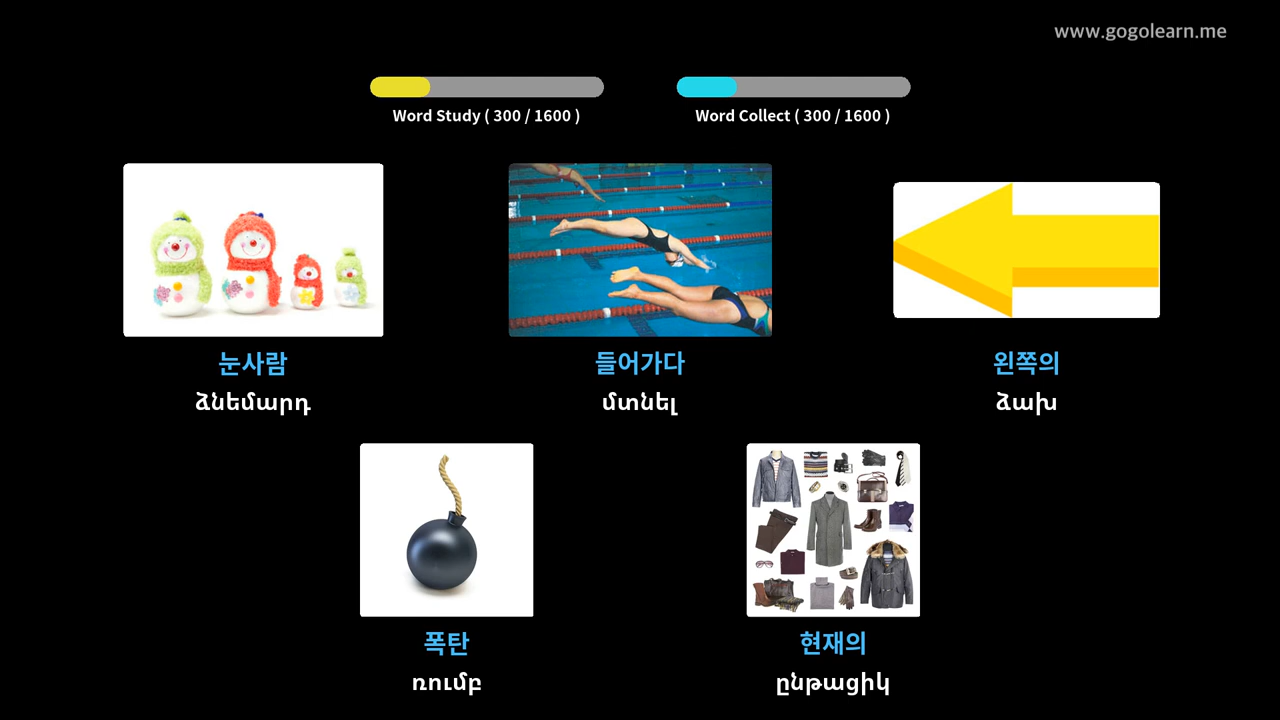 www.gogolearn.me
Word Study ( 300 / 1600 )
Word Collect ( 300 / 1600 )
눈사람
ձնեմարդ
들어가다
մտնել
왼쪽의
ձախ
폭탄
ռումբ
현재의
ընթացիկ